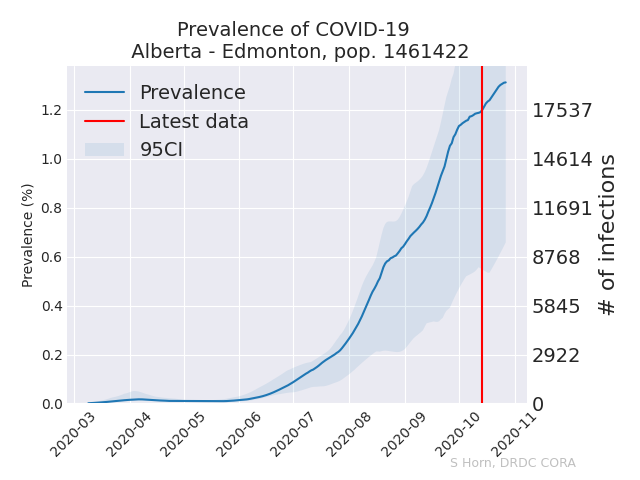 Prevalence of COVID-19
Alberta - Edmonton, pop. 1461422
Prevalence
Latest data
95CI
Prevalence (%)
1.2
1.0
0.8
0.6
0.4
0.2
0.0
17537
14614
11691
8768
5845
2922
0
# of infections
2020-03
2020-04
2020-05
2020-06
2020-07
2020-08
2020-09
2020-10
2020-11
S Horn, DRDC CORA